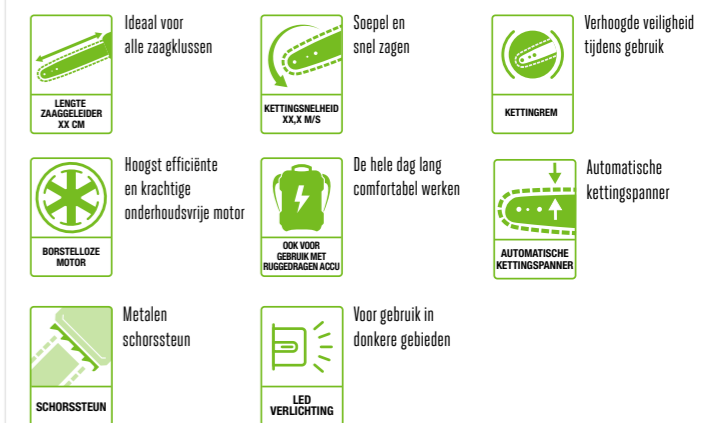 Ideaal voor
alle zaagklussen
LENGTE
ZAAGGELEIDER
XX CM
Soepel en
snel zagen
KETTINGSNELHEID
XX,X M/S
Verhoogde veiligheid
tijdens gebruik
KETTINGREM
Hoogst efficiënte
en krachtige
onderhoudsvrije motor
BORSTELLOZE
MOTOR
De hele dag lang
comfortabel werken
OOK VOOR
GEBRUIK MET
RUGGEDRAGEN ACCU
Automatische
kettingspanner
AUTOMATISCHE
KETTINGSPANNER
Metalen
schorssteun
SCHORSSTEUN
Voor gebruik in
donkere gebieden
LED
VERLICHTING